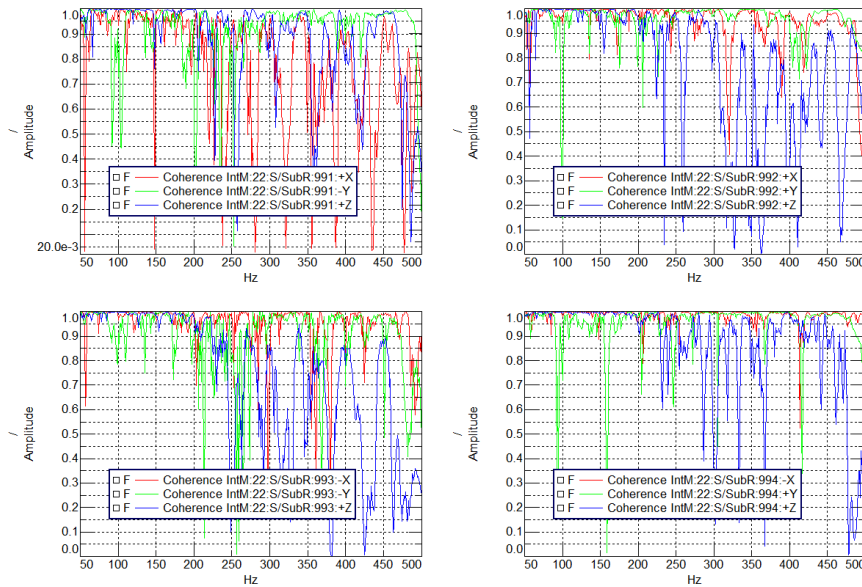 1.0
0.9
0.8
0.7
0.6
0.5
0.4
0.3
0.2
20.0e-3
/
Amplitude
F Coherence IntM:22:S/SubR:991:+X
F Coherence IntM:22:S/SubR:991:-Y
F Coherence IntM:22:S/SubR:991:+Z
50 100 150 200 250 300 350 400 450 500
Hz
1.0
0.9
0.8
0.7
0.6
0.5
0.4
0.3
0.2
0.1
0.0
/
Amplitude
F Coherence IntM:22:S/SubR:992:+X
F Coherence IntM:22:S/SubR:992:+Y
F Coherence IntM:22:S/SubR:992:+Z
50 100 150 200 250 300 350 400 450 500
Hz
1.0
0.9
0.8
0.7
0.6
0.5
0.4
0.3
0.2
0.1
0.0
/
Amplitude
F Coherence IntM:22:S/SubR:993:-X
F Coherence IntM:22:S/SubR:993:-Y
F Coherence IntM:22:S/SubR:993:+Z
50 100 150 200 250 300 350 400 450 500
Hz
1.0
0.9
0.8
0.7
0.6
0.5
0.4
0.3
0.2
0.1
0.0
/
Amplitude
F Coherence IntM:22:S/SubR:994:-X
F Coherence IntM:22:S/SubR:994:+Y
F Coherence IntM:22:S/SubR:994:+Z
50 100 150 200 250 300 350 400 450 500
Hz